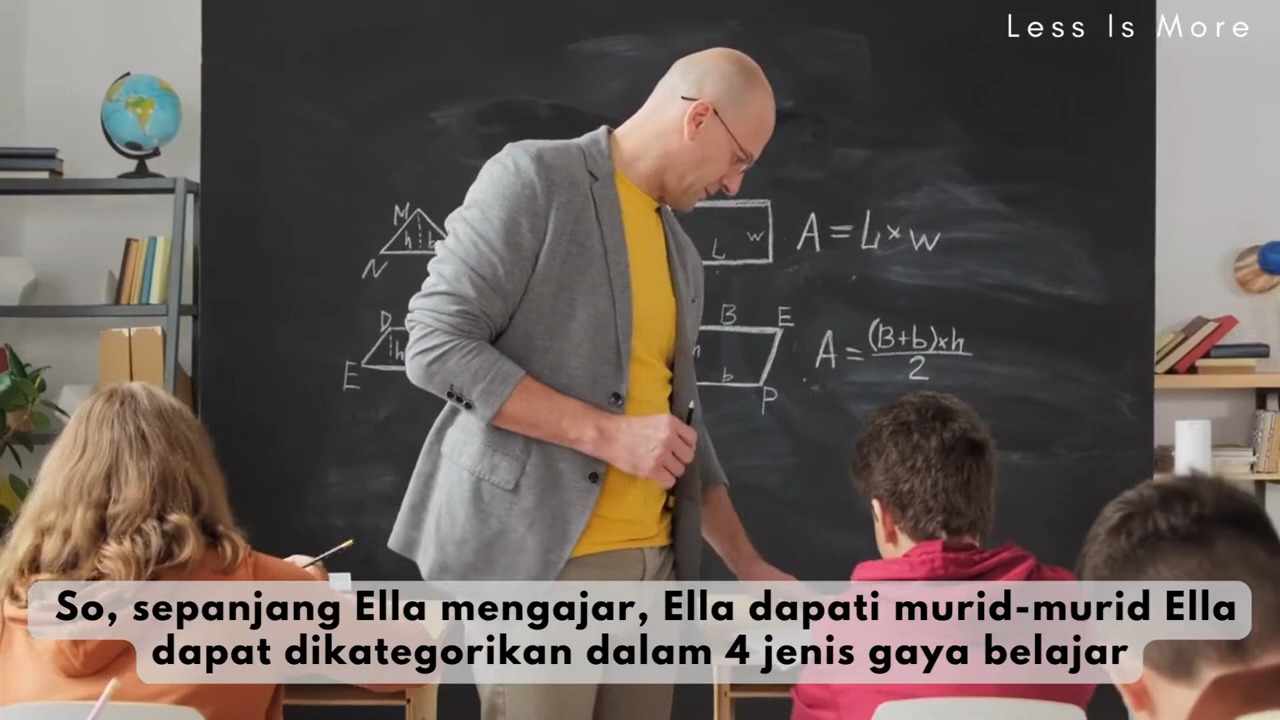 Less Is More
M
h
b
N
L
w
A = L × w
D
h
E
B
E
h
b
P
A = (B+b)×h
2
So, sepanjang Ella mengajar, Ella dapati murid-murid Ella
dapat dikategorikan dalam 4 jenis gaya belajar